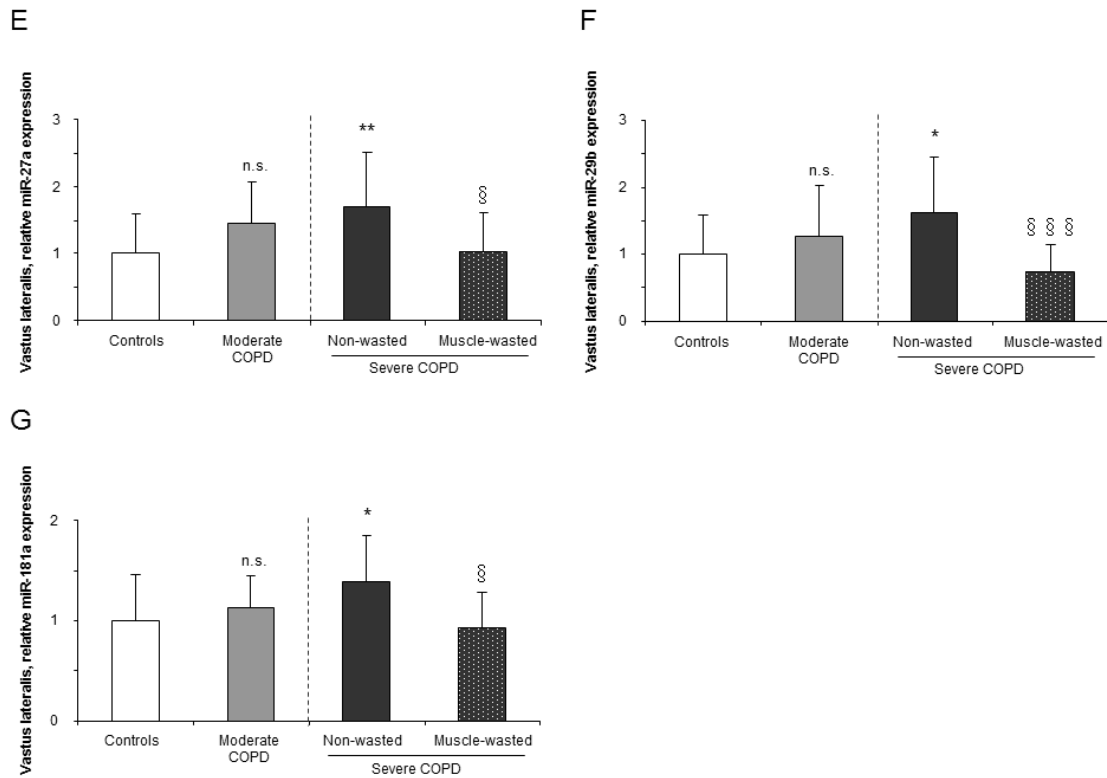 E
Vastus lateralis, relative miR-27a expression
3
2
1
0
n.s.
**
§
Controls
Moderate
COPD
Non-wasted
Muscle-wasted
Severe COPD
F
Vastus lateralis, relative miR-29b expression
3
2
1
0
n.s.
*
§ § §
Controls
Moderate
COPD
Non-wasted
Muscle-wasted
Severe COPD
G
Vastus lateralis, relative miR-181a expression
2
1
0
n.s.
*
§
Controls
Moderate
COPD
Non-wasted
Muscle-wasted
Severe COPD